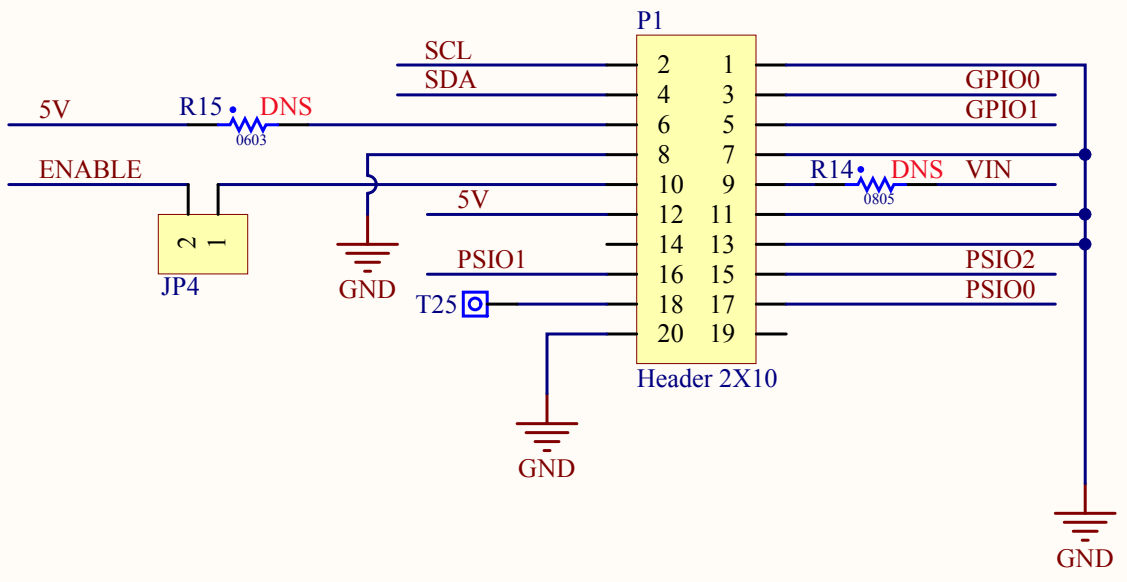 P1
SCL 2 1
SDA 4 3 GPIO0
5V R15 DNS 6 5 GPIO1
0603
8 7
ENABLE 10 9 R14 DNS VIN
0805
5V 12 11
2 1 14 13
JP4 PSIO1 16 15 PSIO2
GND T25 18 17 PSIO0
20 19
Header 2X10
GND
GND